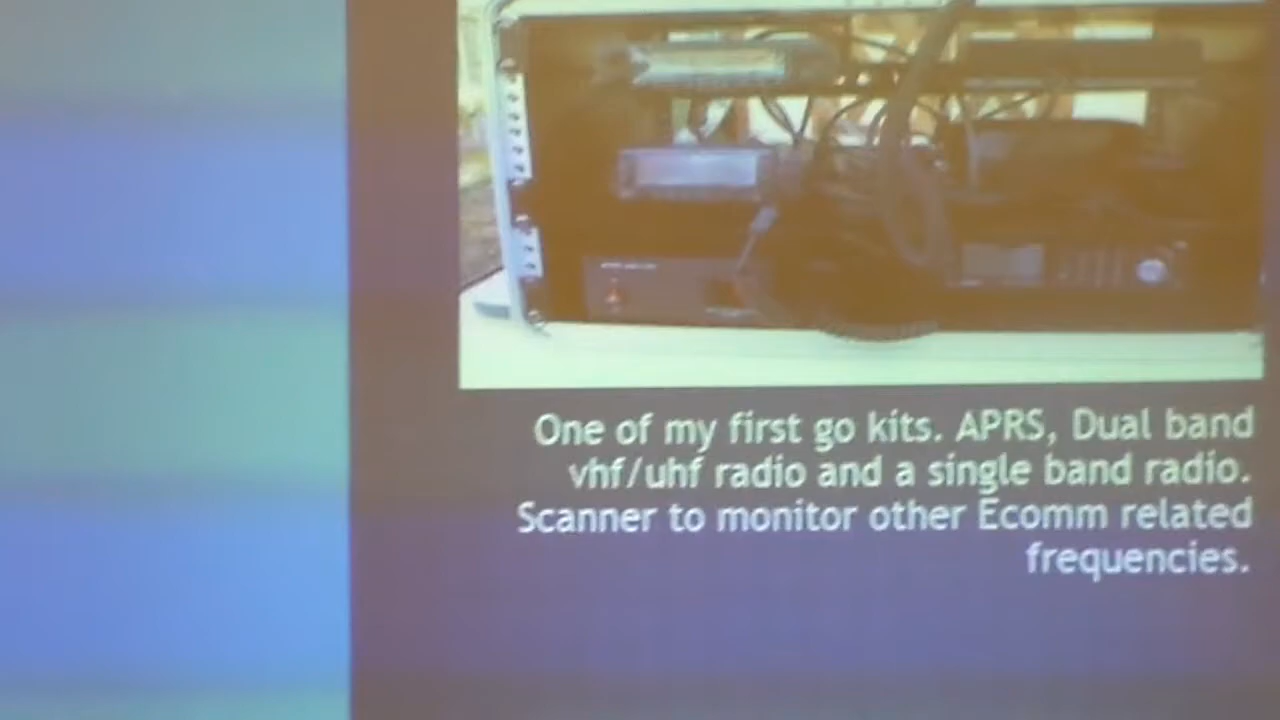 One of my first go kits. APRS, Dual band
vhf/uhf radio and a single band radio.
Scanner to monitor other Ecomm related
frequencies.